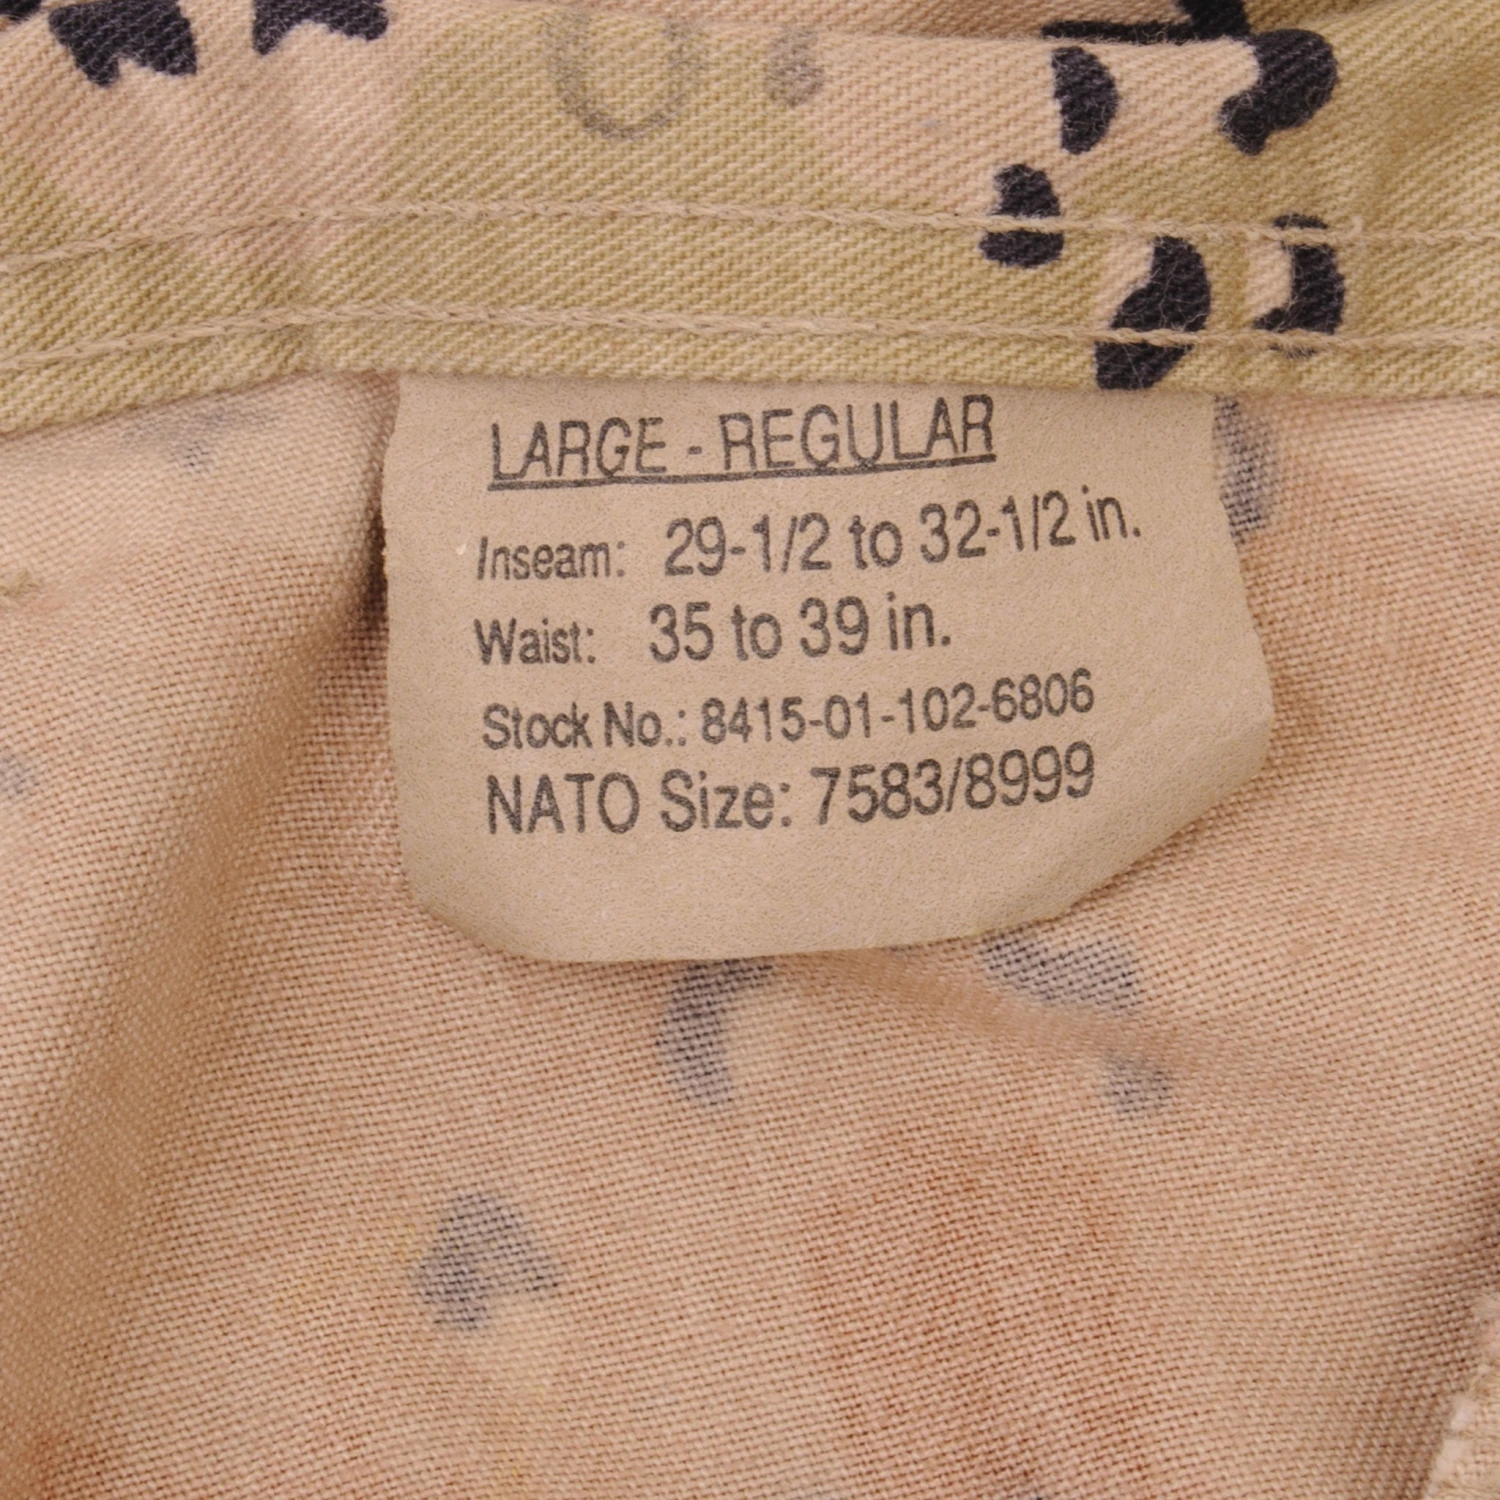 LARGE - REGULAR
Inseam: 29-1/2 to 32-1/2 in.
Waist: 35 to 39 in.
Stock No.: 8415-01-102-6806
NATO Size: 7583/8999